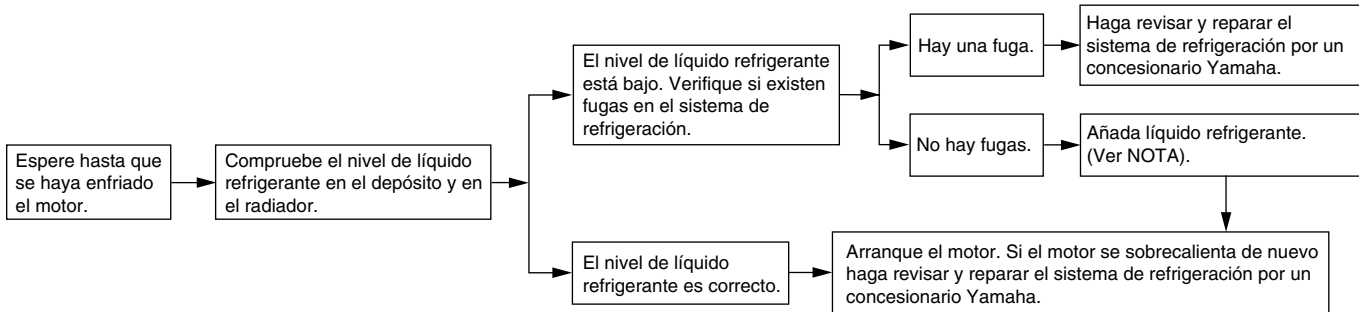 Espere hasta que
se haya enfriado
el motor.
Compruebe el nivel de líquido
refrigerante en el depósito y en
el radiador.
El nivel de líquido refrigerante
está bajo. Verifique si existen
fugas en el sistema de
refrigeración.
Hay una fuga.
Haga revisar y reparar el
sistema de refrigeración por un
concesionario Yamaha.
No hay fugas.
Añada líquido refrigerante.
(Ver NOTA).
El nivel de líquido
refrigerante es correcto.
Arranque el motor. Si el motor se sobrecalienta de nuevo
haga revisar y reparar el sistema de refrigeración por un
concesionario Yamaha.